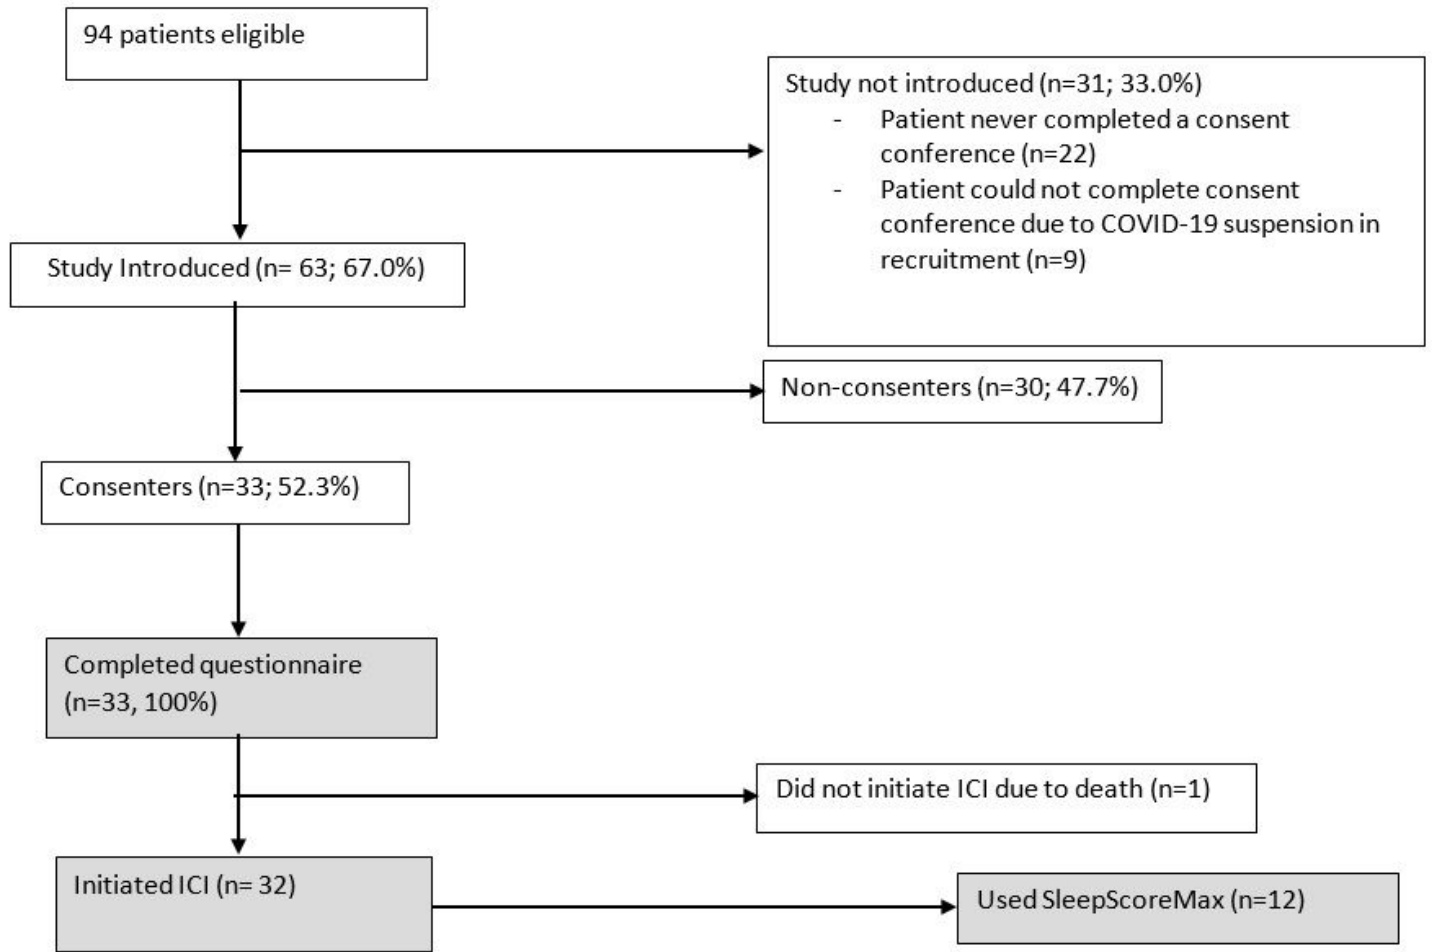 94 patients eligible
Study not introduced (n=31; 33.0%)
- Patient never completed a consent
conference (n=22)
- Patient could not complete consent
conference due to COVID-19 suspension in
recruitment (n=9)
Study Introduced (n= 63; 67.0%)
Non-consenters (n=30; 47.7%)
Consenters (n=33; 52.3%)
Completed questionnaire
(n=33, 100%)
Did not initiate ICI due to death (n=1)
Initiated ICI (n= 32)
Used SleepScoreMax (n=12)